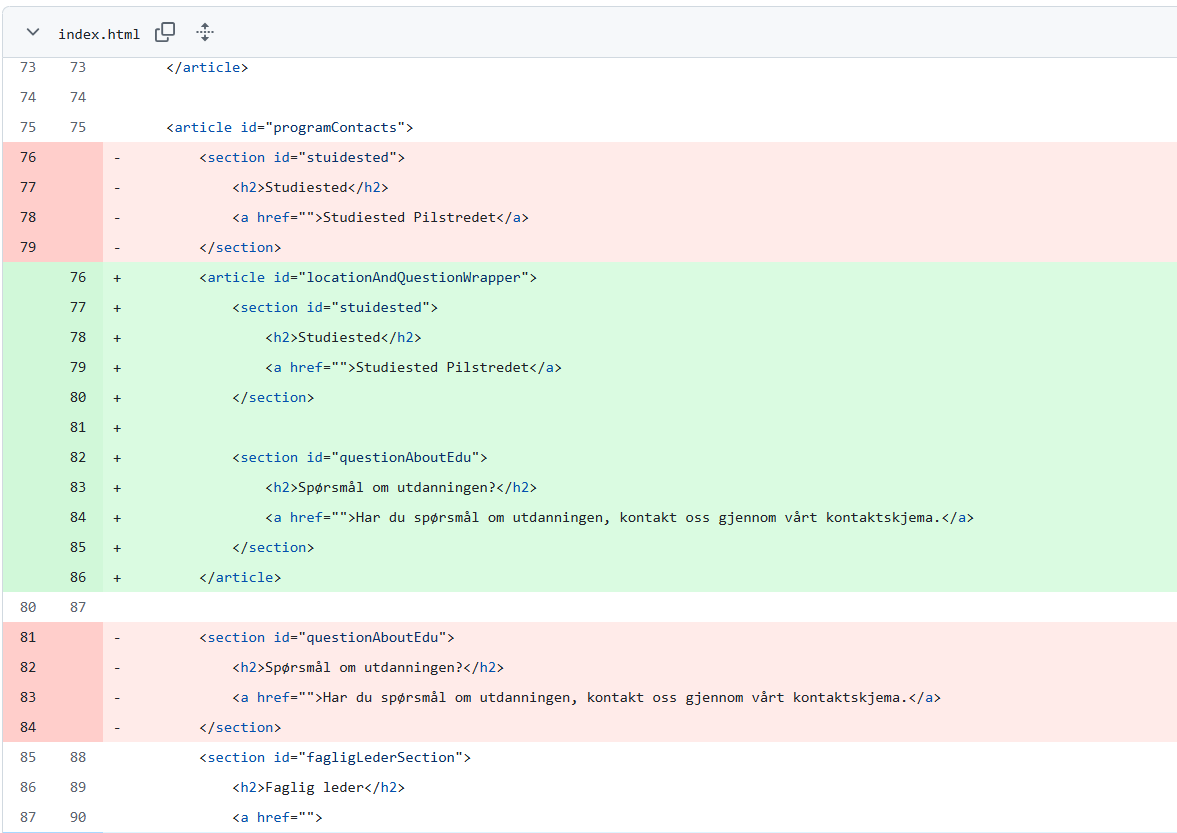 index.html
73 73 </article>
74 74
75 75 <article id="programContacts">
76 - <section id="stuidested">
77 - <h2>Studiested</h2>
78 - <a href="">Studiested Pilstredet</a>
79 - </section>
76 + <article id="locationAndQuestionWrapper">
77 + <section id="stuidested">
78 + <h2>Studiested</h2>
79 + <a href="">Studiested Pilstredet</a>
80 + </section>
81 +
82 + <section id="questionAboutEdu">
83 + <h2>Spørsmål om utdanningen?</h2>
84 + <a href="">Har du spørsmål om utdanningen, kontakt oss gjennom vårt kontaktskjema.</a>
85 + </section>
86 + </article>
80 87
81 - <section id="questionAboutEdu">
82 - <h2>Spørsmål om utdanningen?</h2>
83 - <a href="">Har du spørsmål om utdanningen, kontakt oss gjennom vårt kontaktskjema.</a>
84 - </section>
85 88 <section id="fagligLederSection">
86 89 <h2>Faglig leder</h2>
87 90 <a href="">